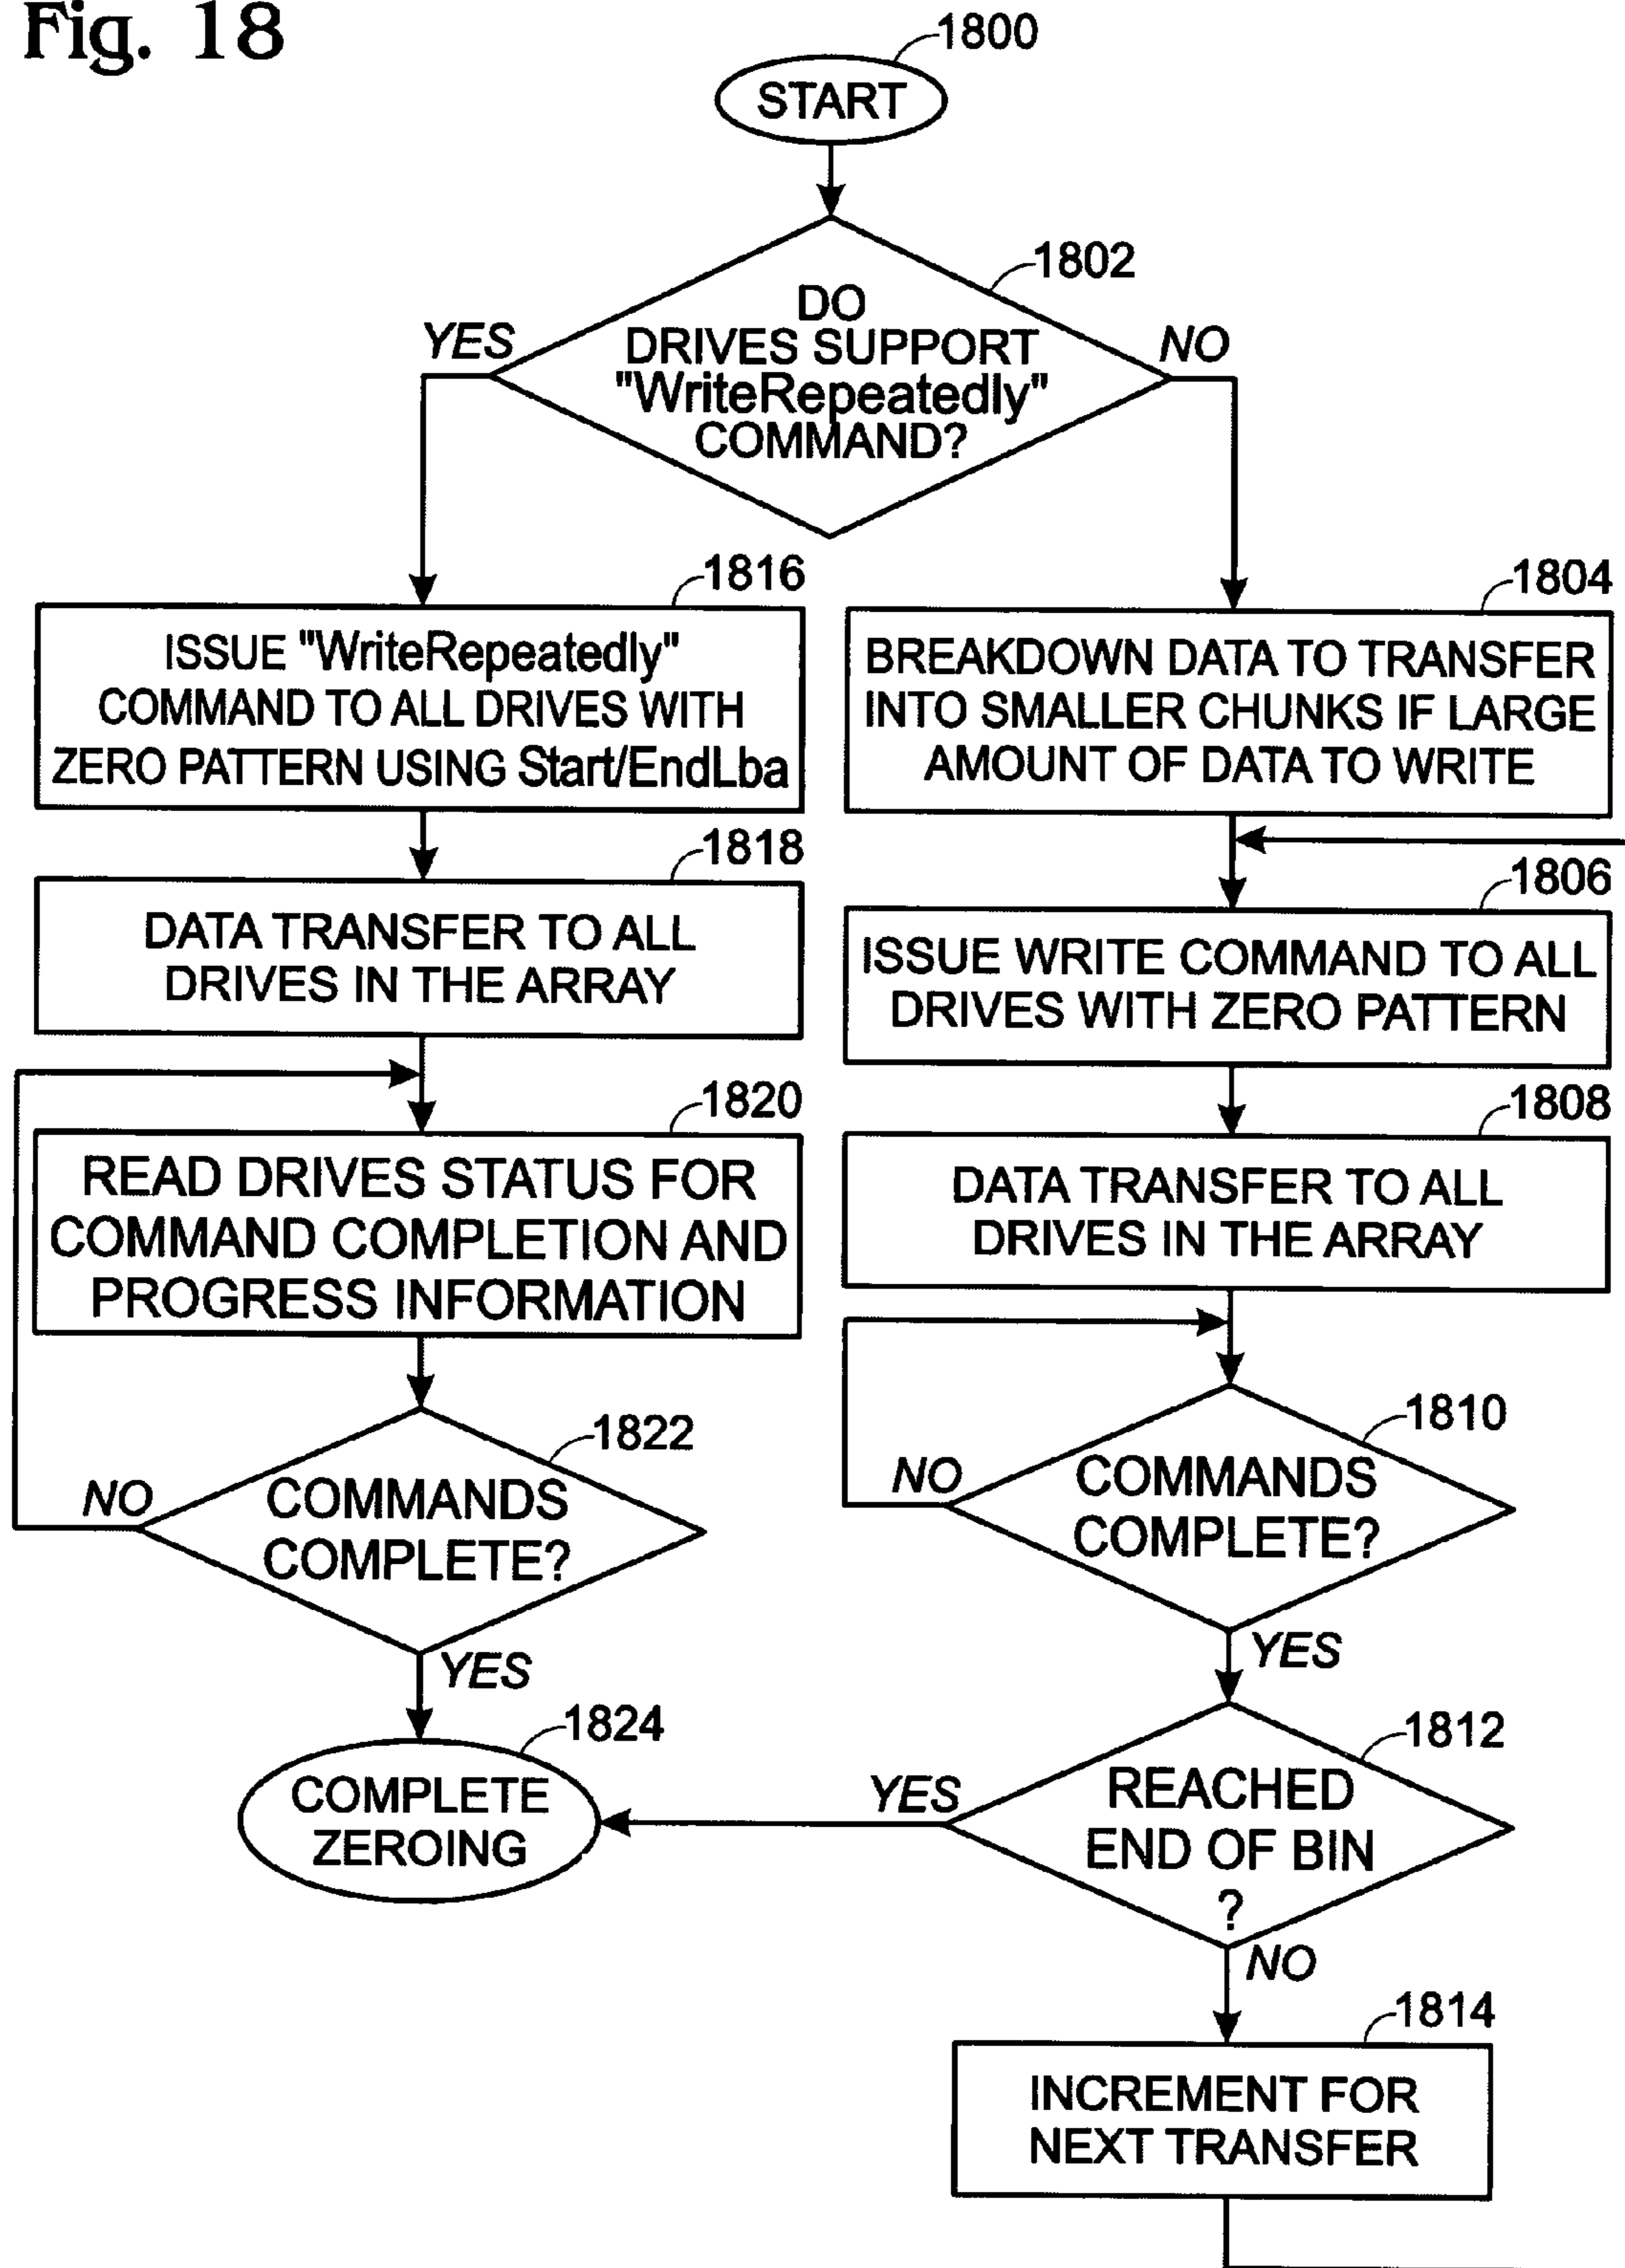 Fig. 18
1800
START
1802
DO
DRIVES SUPPORT
"WriteRepeatedly"
COMMAND?
YES
NO
1816
ISSUE "WriteRepeatedly"
COMMAND TO ALL DRIVES WITH
ZERO PATTERN USING Start/EndLba
1804
BREAKDOWN DATA TO TRANSFER
INTO SMALLER CHUNKS IF LARGE
AMOUNT OF DATA TO WRITE
1818
DATA TRANSFER TO ALL
DRIVES IN THE ARRAY
1806
ISSUE WRITE COMMAND TO ALL
DRIVES WITH ZERO PATTERN
1820
READ DRIVES STATUS FOR
COMMAND COMPLETION AND
PROGRESS INFORMATION
1808
DATA TRANSFER TO ALL
DRIVES IN THE ARRAY
1822
NO
COMMANDS
COMPLETE?
YES
1810
NO
COMMANDS
COMPLETE?
YES
1824
COMPLETE
ZEROING
1812
YES
REACHED
END OF BIN
?
NO
1814
INCREMENT FOR
NEXT TRANSFER